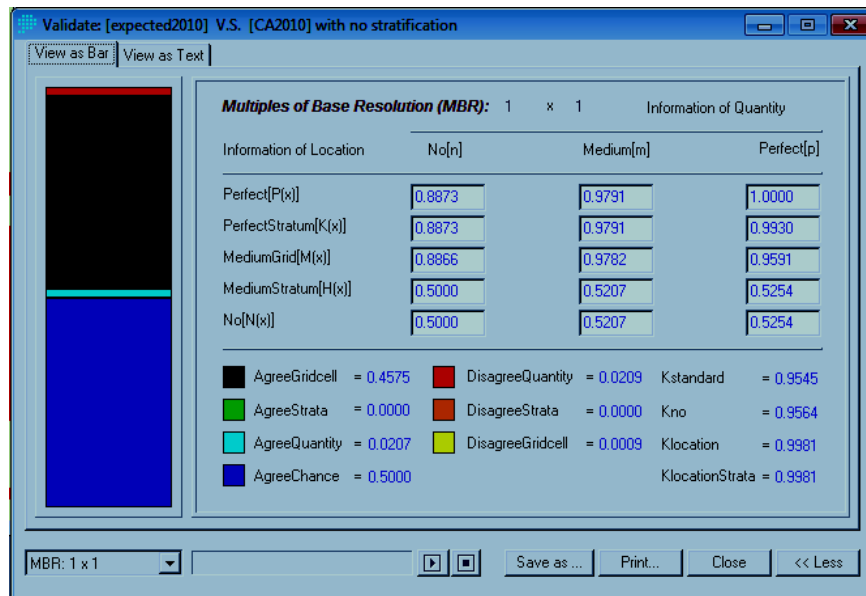 Validate: [expected2010] V.S. [CA2010] with no stratification
View as Bar View as Text
Multiples of Base Resolution (MBR): 1 x 1 Information of Quantity
Information of Location No[n] Medium[m] Perfect[p]
Perfect[P(x)] 0.8873 0.9791 1.0000
PerfectStratum[K(x)] 0.8873 0.9791 0.9930
MediumGrid[M(x)] 0.8866 0.9782 0.9591
MediumStratum[H(x)] 0.5000 0.5207 0.5254
No[N(x)] 0.5000 0.5207 0.5254
AgreeGridcell = 0.4575 DisagreeQuantity = 0.0209 Kstandard = 0.9545
AgreeStrata = 0.0000 DisagreeStrata = 0.0000 Kno = 0.9564
AgreeQuantity = 0.0207 DisagreeGridcell = 0.0009 Klocation = 0.9981
AgreeChance = 0.5000 KlocationStrata = 0.9981
MBR: 1 x 1 Save as ... Print... Close << Less